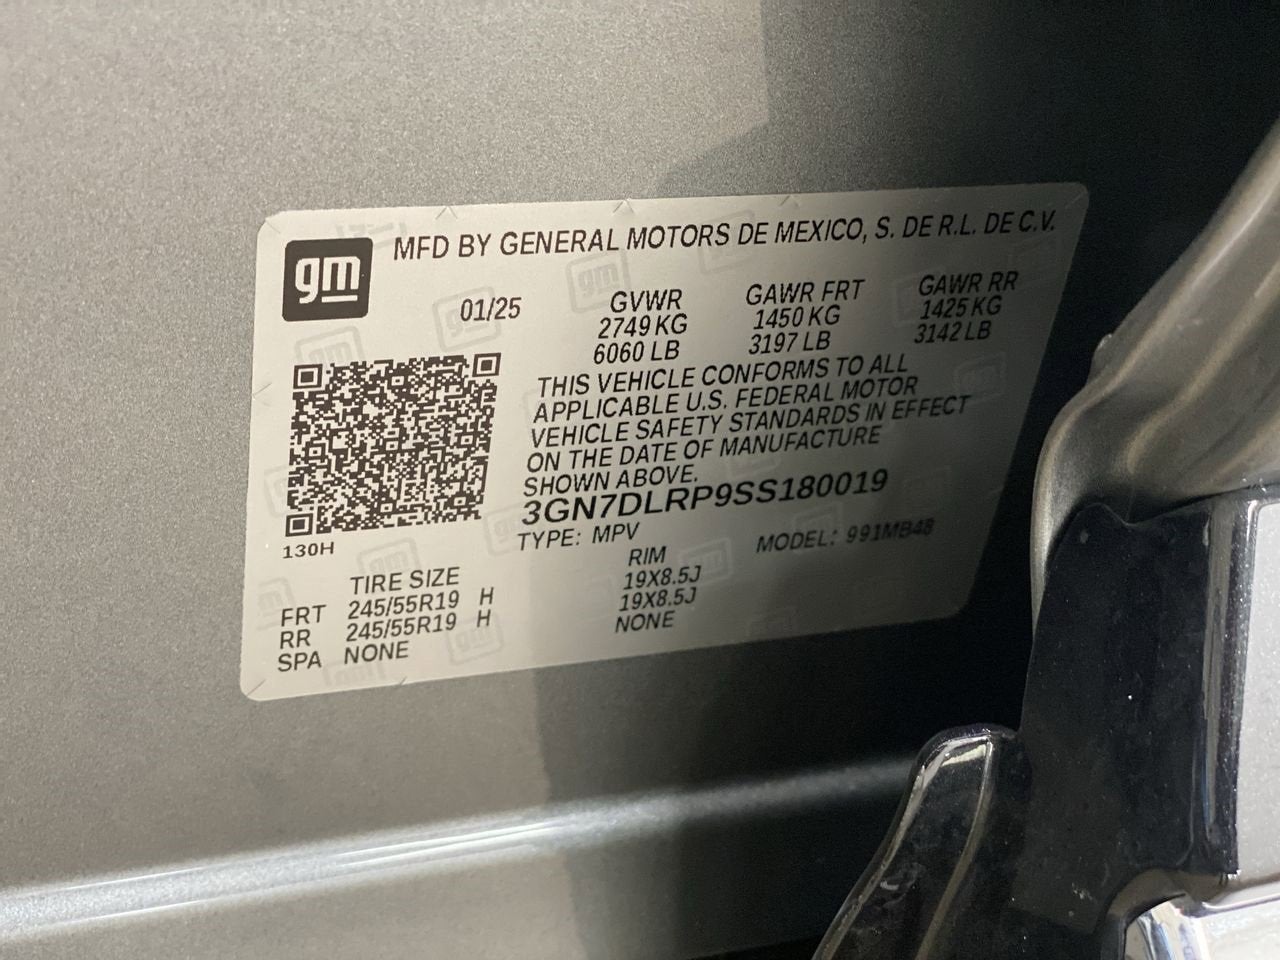 gm
MFD BY GENERAL MOTORS DE MEXICO, S. DE R.L. DE C.V.
01/25 GVWR GAWR FRT GAWR RR
2749 KG 1450 KG 1425 KG
6060 LB 3197 LB 3142 LB
THIS VEHICLE CONFORMS TO ALL
APPLICABLE U.S. FEDERAL MOTOR
VEHICLE SAFETY STANDARDS IN EFFECT
ON THE DATE OF MANUFACTURE
SHOWN ABOVE.
3GN7DLRP9SS180019
130H
TYPE: MPV MODEL: 991MB48
TIRE SIZE RIM
FRT 245/55R19 H 19X8.5J
RR 245/55R19 H 19X8.5J
SPA NONE NONE